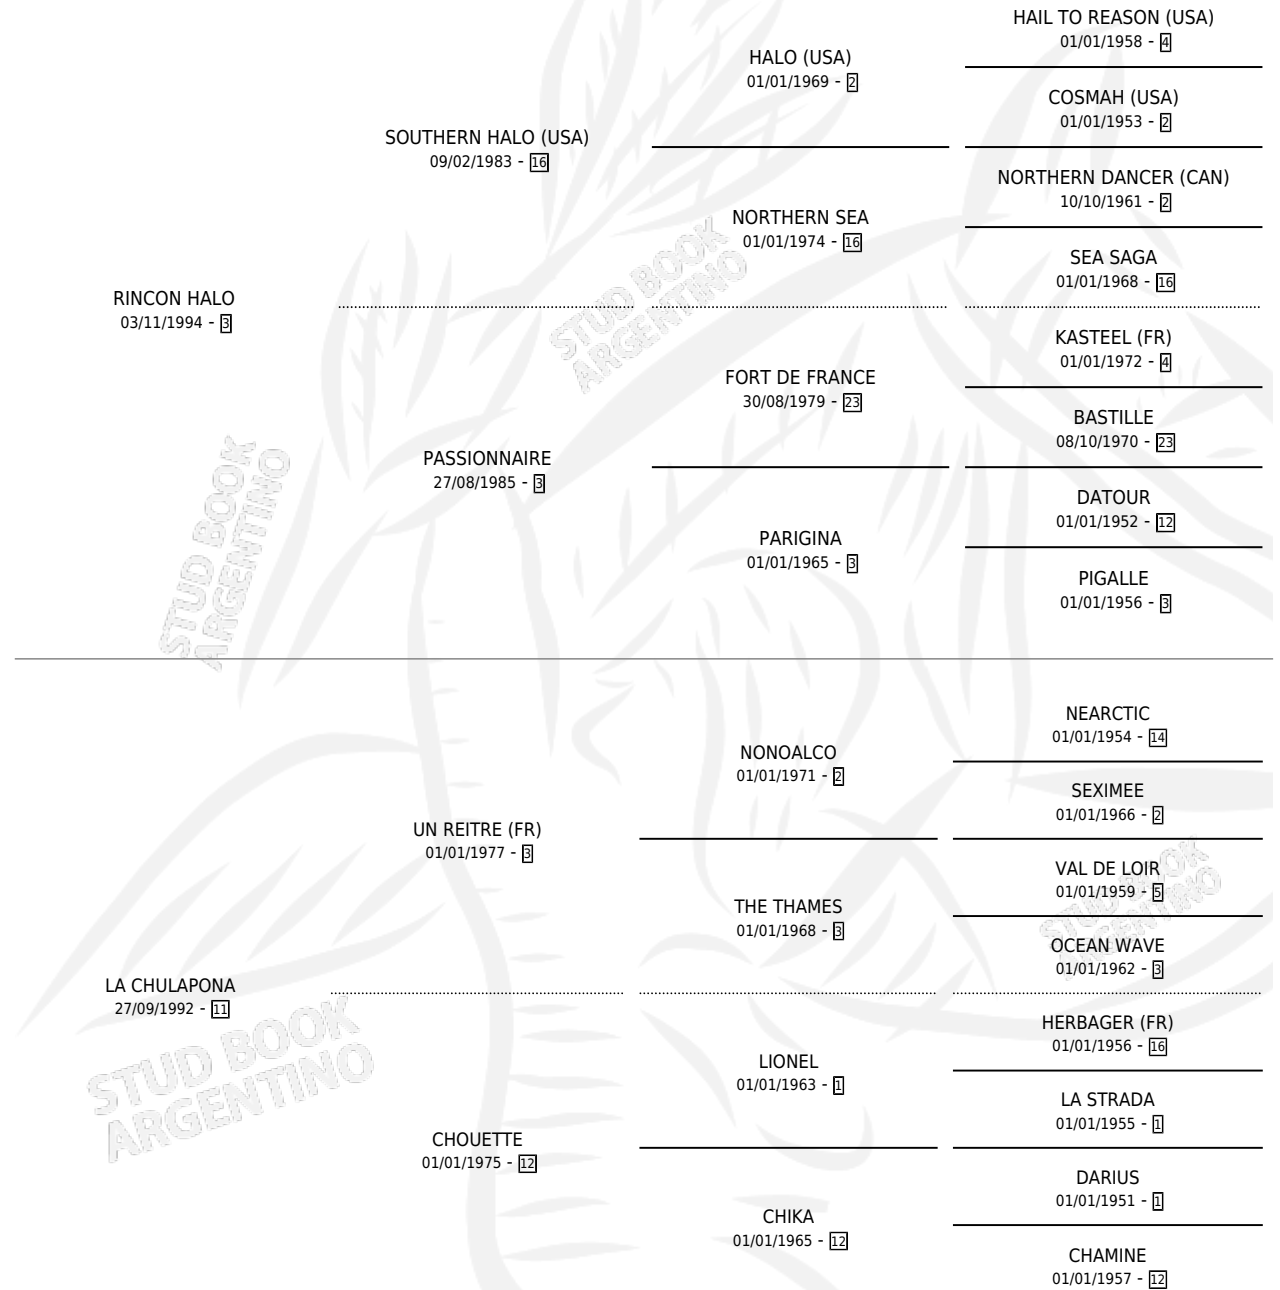 HAIL TO REASON (USA)
01/01/1958 - 4
HALO (USA)
01/01/1969 - 2
COSMAH (USA)
01/01/1953 - 2
SOUTHERN HALO (USA)
09/02/1983 - 16
NORTHERN DANCER (CAN)
10/10/1961 - 2
NORTHERN SEA
01/01/1974 - 16
SEA SAGA
01/01/1968 - 16
RINCON HALO
03/11/1994 - 3
KASTEEL (FR)
01/01/1972 - 4
FORT DE FRANCE
30/08/1979 - 23
BASTILLE
08/10/1970 - 23
PASSIONNAIRE
27/08/1985 - 3
DATOUR
01/01/1952 - 12
PARIGINA
01/01/1965 - 3
PIGALLE
01/01/1956 - 3
STUD BOOK
ARGENTINO
STUD BOOK
ARGENTINO
NEARCTIC
01/01/1954 - 14
NONOALCO
01/01/1971 - 2
SEXIMEE
01/01/1966 - 2
UN REITRE (FR)
01/01/1977 - 3
VAL DE LOIR
01/01/1959 - 5
THE THAMES
01/01/1968 - 3
OCEAN WAVE
01/01/1962 - 3
LA CHULAPONA
27/09/1992 - 11
HERBAGER (FR)
01/01/1956 - 16
LIONEL
01/01/1963 - 1
LA STRADA
01/01/1955 - 1
CHOUETTE
01/01/1975 - 12
DARIUS
01/01/1951 - 1
CHIKA
01/01/1965 - 12
CHAMINE
01/01/1957 - 12
STUD BOOK
ARGENTINO
STUD BOOK
ARGENTINO